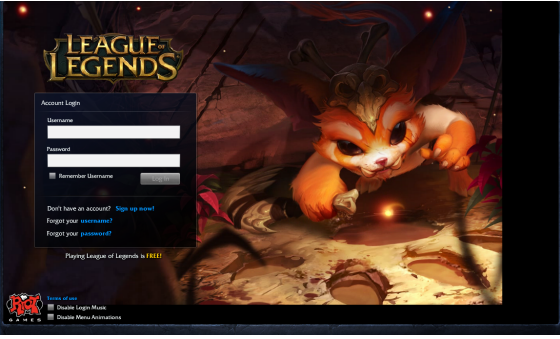 LEAGUE OF
LEGENDS
Account Login
Username
Password
Remember Username
Log In
Don't have an account? Sign up now!
Forgot your username?
Forgot your password?
Playing League of Legends is FREE!
Terms of use
RIOT
GAMES
Disable Login Music
Disable Menu Animations